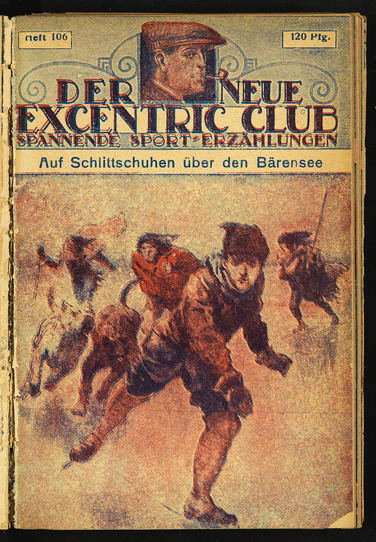 Heft 106
120 Pfg.
DER NEUE
EXCENTRIC CLUB
SPANNENDE SPORT-ERZÄHLUNGEN
Auf Schlittschuhen über den Bärensee